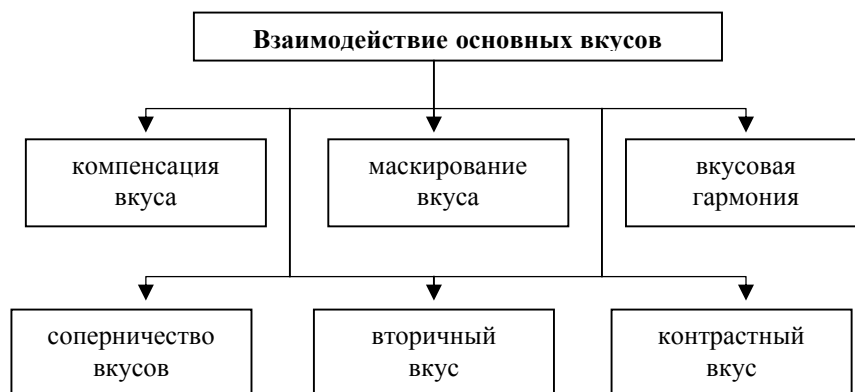 Взаимодействие основных вкусов
компенсация
вкуса
маскирование
вкуса
вкусовая
гармония
соперничество
вкусов
вторичный
вкус
контрастный
вкус